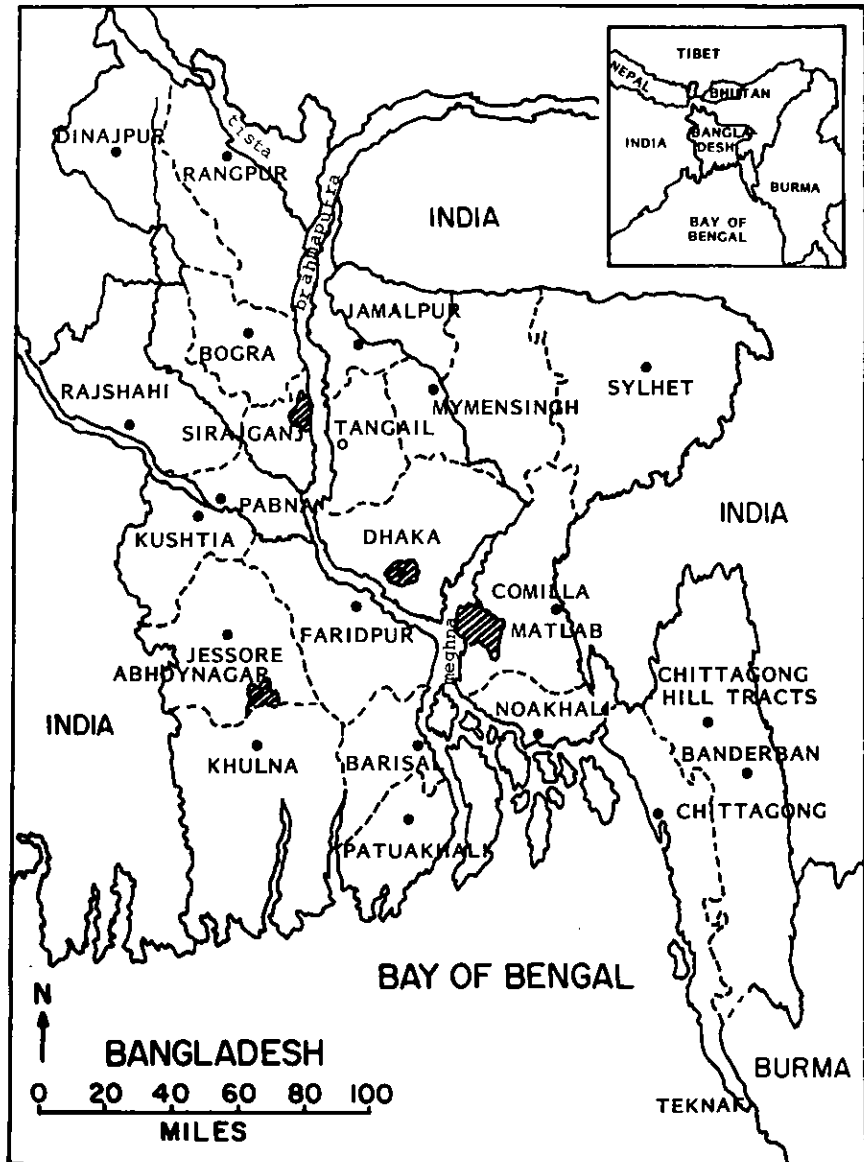 TIBET
NEPAL
BHUTAN
BANGLA
DESH
INDIA
BURMA
BAY OF
BENGAL
tista
DINAJPUR
RANGPUR
brahmaputra
INDIA
JAMALPUR
BOGRA
RAJSHAHI
MYMENSINGH
SYLHET
SIRAJGANJ
TANGAIL
PABNA
KUSHTIA
DHAKA
INDIA
COMILLA
FARIDPUR
MATLAB
meghna
JESSORE
ABHOYNAGAR
CHITTAGONG
HILL TRACTS
INDIA
NOAKHALI
KHULNA
BARISAL
BANDERBAN
CHITTAGONG
PATUAKHALI
BAY OF BENGAL
N
BANGLADESH
0 20 40 60 80 100
MILES
BURMA
TEKNAF